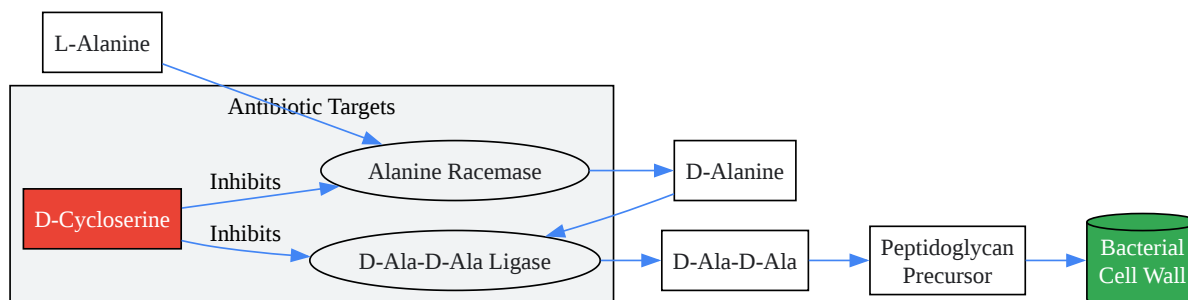 L-Alanine
Antibiotic Targets
Alanine Racemase
D-Alanine
Inhibits
D-Cycloserine
Inhibits
D-Ala-D-Ala Ligase
D-Ala-D-Ala
Peptidoglycan
Precursor
Bacterial
Cell Wall